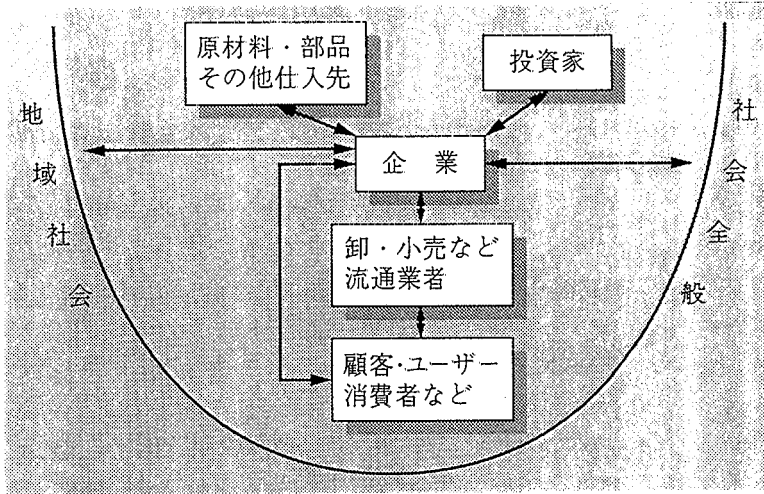 原材料・部品
その他仕入先
投資家
地域社会
社会全般
企 業
卸・小売など
流通業者
顧客・ユーザー
消費者など